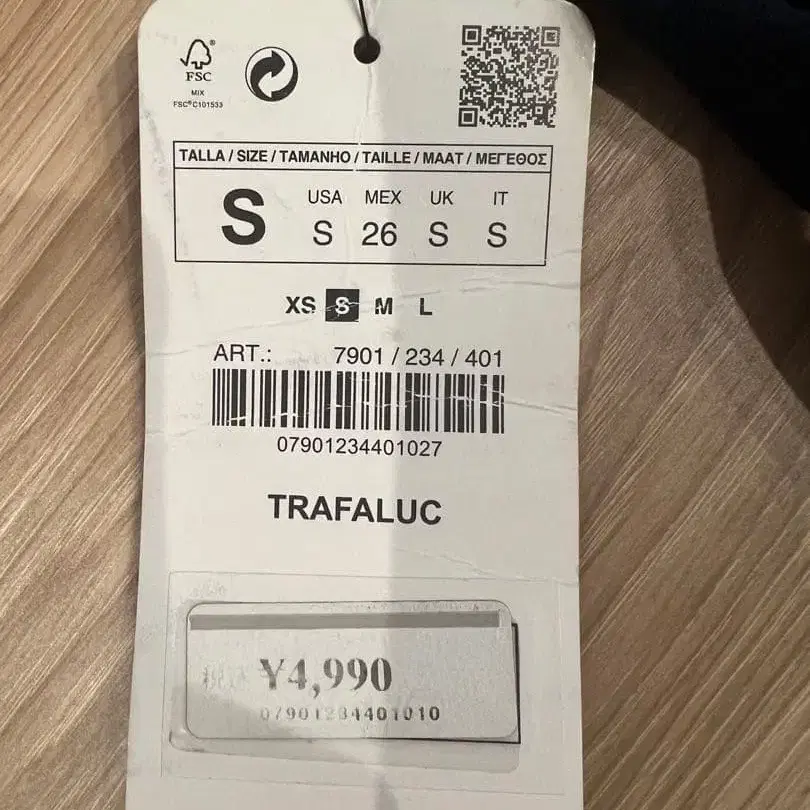 FSC®
MIX
FSC® C101533
TALLA / SIZE / TAMANHO / TAILLE / MAAT / ΜΕΓΕΘΟΣ
USA MEX UK IT
S S 26 S S
XS S M L
ART.: 7901 / 234 / 401
07901234401027
TRAFALUC
¥4,990
07901234401010